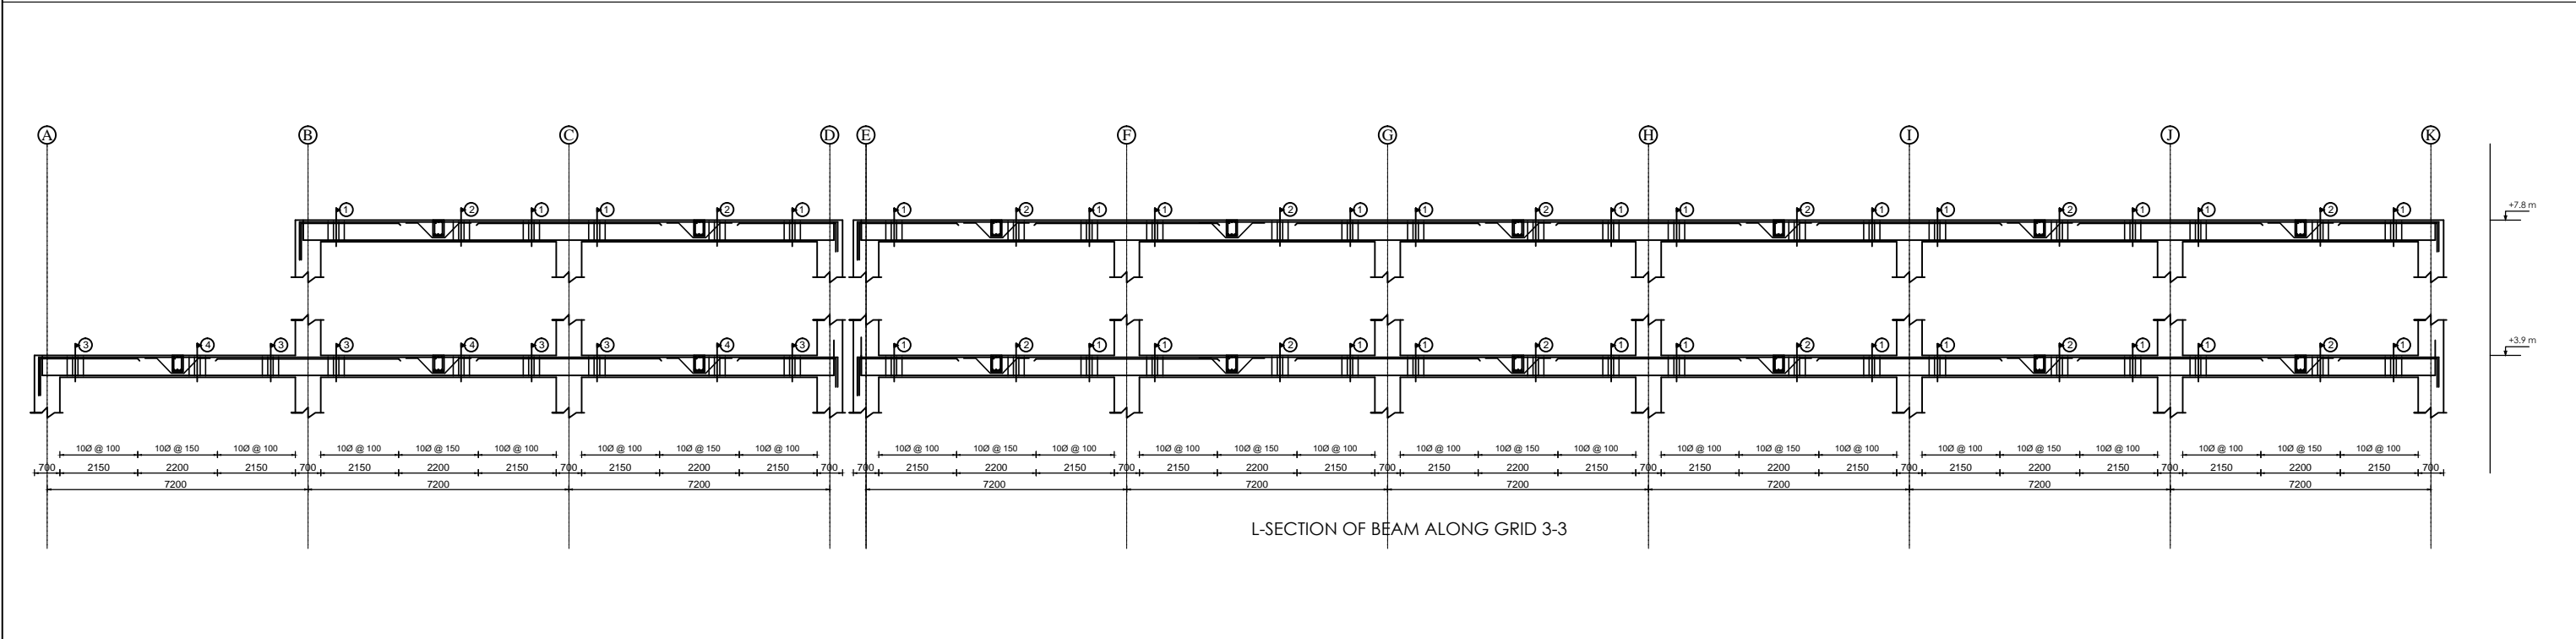 A B C D E F G H I J K
1 2 1 1 2 1 1 2 1 1 2 1 1 2 1 1 2 1 1 2 1 1 2 1
+7.8 m
3 4 3 3 4 3 3 4 3 1 2 1 1 2 1 1 2 1 1 2 1 1 2 1 1 2 1
+3.9 m
10Ø @ 100 10Ø @ 150 10Ø @ 100 10Ø @ 100 10Ø @ 150 10Ø @ 100 10Ø @ 100 10Ø @ 150 10Ø @ 100 10Ø @ 100 10Ø @ 150 10Ø @ 100 10Ø @ 100 10Ø @ 150 10Ø @ 100 10Ø @ 100 10Ø @ 150 10Ø @ 100 10Ø @ 100 10Ø @ 150 10Ø @ 100 10Ø @ 100 10Ø @ 150 10Ø @ 100 10Ø @ 100 10Ø @ 150 10Ø @ 100
700 2150 2200 2150 700 2150 2200 2150 700 2150 2200 2150 700 700 2150 2200 2150 700 2150 2200 2150 700 2150 2200 2150 700 2150 2200 2150 700 2150 2200 2150 700 2150 2200 2150 700
7200 7200 7200 7200 7200 7200 7200 7200 7200
L-SECTION OF BEAM ALONG GRID 3-3